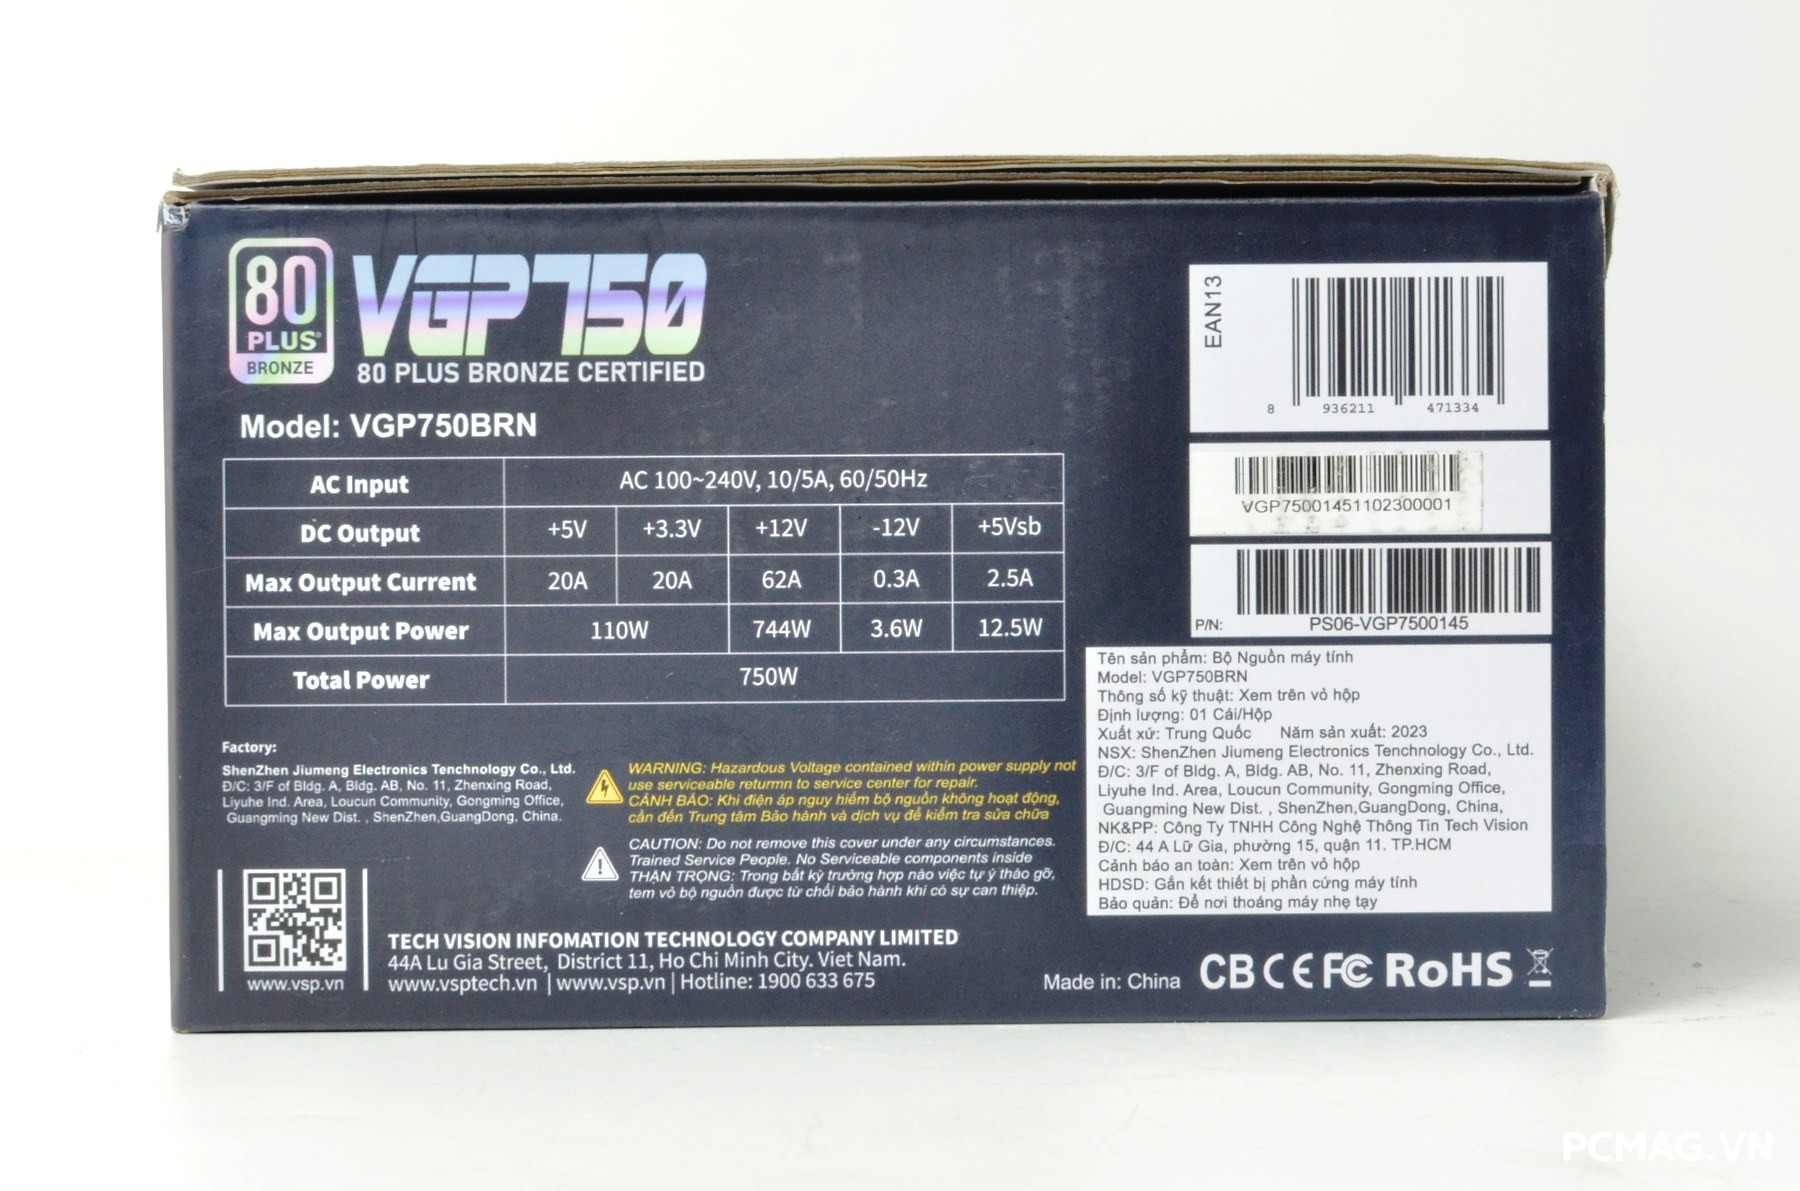 80
PLUS®
BRONZE
VGP750
80 PLUS BRONZE CERTIFIED
Model: VGP750BRN
AC Input AC 100~240V, 10/5A, 60/50Hz
DC Output +5V +3.3V +12V -12V +5Vsb
Max Output Current 20A 20A 62A 0.3A 2.5A
Max Output Power 110W 744W 3.6W 12.5W
Total Power 750W
Factory:
ShenZhen Jiumeng Electronics Tenchnology Co., Ltd.
Đ/C: 3/F of Bldg. A, Bldg. AB, No. 11, Zhenxing Road,
Liyuhe Ind. Area, Loucun Community, Gongming Office,
Guangming New Dist. , ShenZhen,GuangDong, China.
WARNING: Hazardous Voltage contained within power supply not
use serviceable returmn to service center for repair.
CẢNH BÁO: Khi điện áp nguy hiểm bộ nguồn không hoạt động,
cần đến Trung tâm Bảo hành và dịch vụ để kiểm tra sửa chữa
CAUTION: Do not remove this cover under any circumstances.
Trained Service People. No Serviceable components inside
THẬN TRỌNG: Trong bất kỳ trường hợp nào việc tự ý tháo gỡ,
tem vỏ bộ nguồn được từ chối bảo hành khi có sự can thiệp.
www.vsp.vn
TECH VISION INFOMATION TECHNOLOGY COMPANY LIMITED
44A Lu Gia Street, District 11, Ho Chi Minh City. Viet Nam.
www.vsptech.vn | www.vsp.vn | Hotline: 1900 633 675
EAN13
8 936211 471334
VGP75001451102300001
P/N: PS06-VGP7500145
Tên sản phẩm: Bộ Nguồn máy tính
Model: VGP750BRN
Thông số kỹ thuật: Xem trên vỏ hộp
Định lượng: 01 Cái/Hộp
Xuất xứ: Trung Quốc Năm sản xuất: 2023
NSX: ShenZhen Jiumeng Electronics Tenchnology Co., Ltd.
Đ/C: 3/F of Bldg. A, Bldg. AB, No. 11, Zhenxing Road,
Liyuhe Ind. Area, Loucun Community, Gongming Office,
Guangming New Dist. , ShenZhen,GuangDong, China,
NK&PP: Công Ty TNHH Công Nghệ Thông Tin Tech Vision
Đ/C: 44 A Lữ Gia, phường 15, quận 11. TP.HCM
Cảnh báo an toàn: Xem trên vỏ hộp
HDSD: Gắn kết thiết bị phần cứng máy tính
Bảo quản: Để nơi thoáng máy nhẹ tạy
Made in: China CB CE FC RoHS
PCMAG.VN